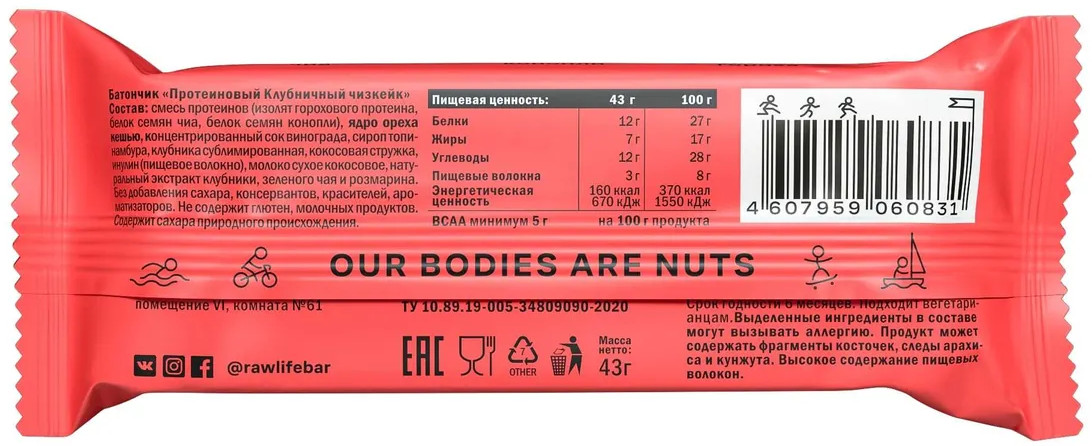 Батончик «Протеиновый Клубничный чизкейк»
Состав: смесь протеинов (изолят горохового протеина,
белок семян чиа, белок семян конопли), ядро ореха
кешью, концентрированный сок винограда, сироп топи-
намбура, клубника сублимированная, кокосовая стружка,
инулин (пищевое волокно), молоко сухое кокосовое, нату-
ральный экстракт клубники, зеленого чая и розмарина.
Без добавления сахара, консервантов, красителей, аро-
матизаторов. Не содержит глютен, молочных продуктов.
Содержит сахара природного происхождения.
Пищевая ценность: 43 г 100 г
Белки 12 г 27 г
Жиры 7 г 17 г
Углеводы 12 г 28 г
Пищевые волокна 3 г 8 г
Энергетическая 160 ккал 370 ккал
ценность 670 кДж 1550 кДж
BCAA минимум 5 г на 100 г продукта
4 607959 060831
OUR BODIES ARE NUTS
помещение VI, комната №61
ТУ 10.89.19-005-34809090-2020
@rawlifebar
EAC
7
OTHER
Масса
нетто:
43г
Срок годности 6 месяцев. Подходит вегетари-
анцам. Выделенные ингредиенты в составе
могут вызывать аллергию. Продукт может
содержать фрагменты косточек, следы арахи-
са и кунжута. Высокое содержание пищевых
волокон.